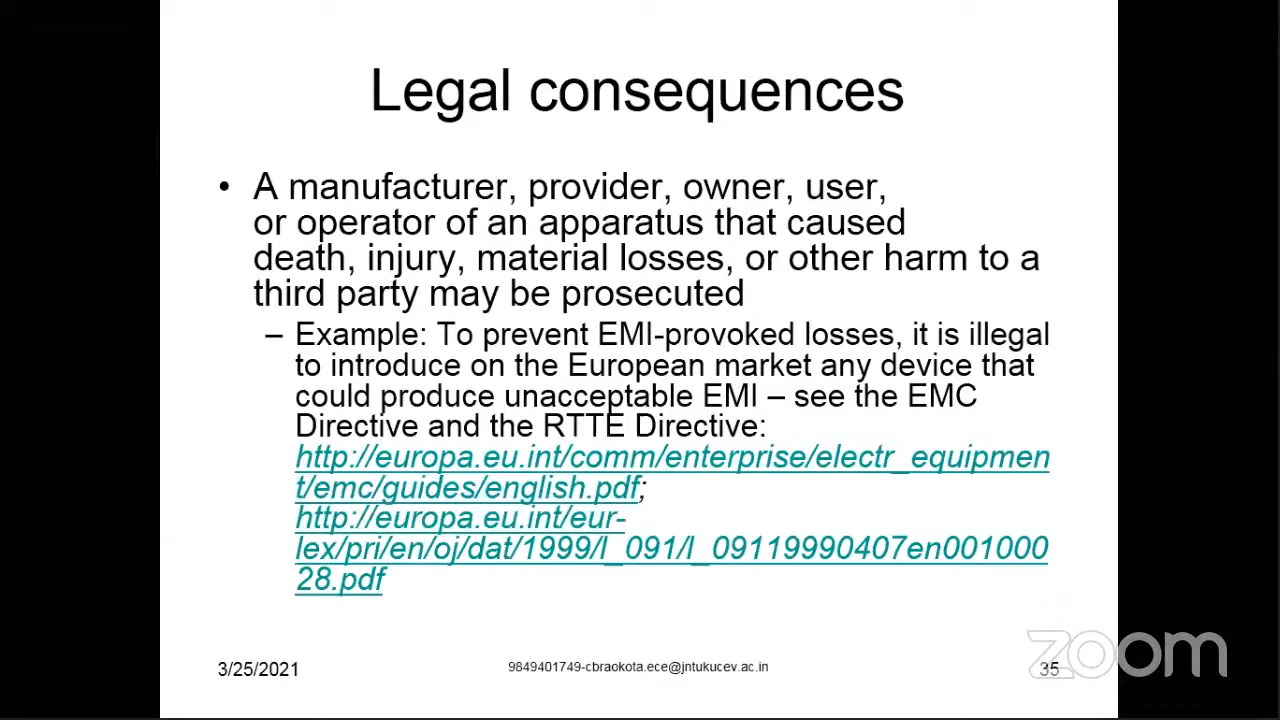 Legal consequences
• A manufacturer, provider, owner, user,
or operator of an apparatus that caused
death, injury, material losses, or other harm to a
third party may be prosecuted
– Example: To prevent EMI-provoked losses, it is illegal
to introduce on the European market any device that
could produce unacceptable EMI – see the EMC
Directive and the RTTE Directive:
http://europa.eu.int/comm/enterprise/electr_equipmen
t/emc/guides/english.pdf;
http://europa.eu.int/eur-
lex/pri/en/oj/dat/1999/l_091/l_09119990407en001000
28.pdf
3/25/2021
9849401749-cbraokota.ece@jntukucev.ac.in
35
zoom